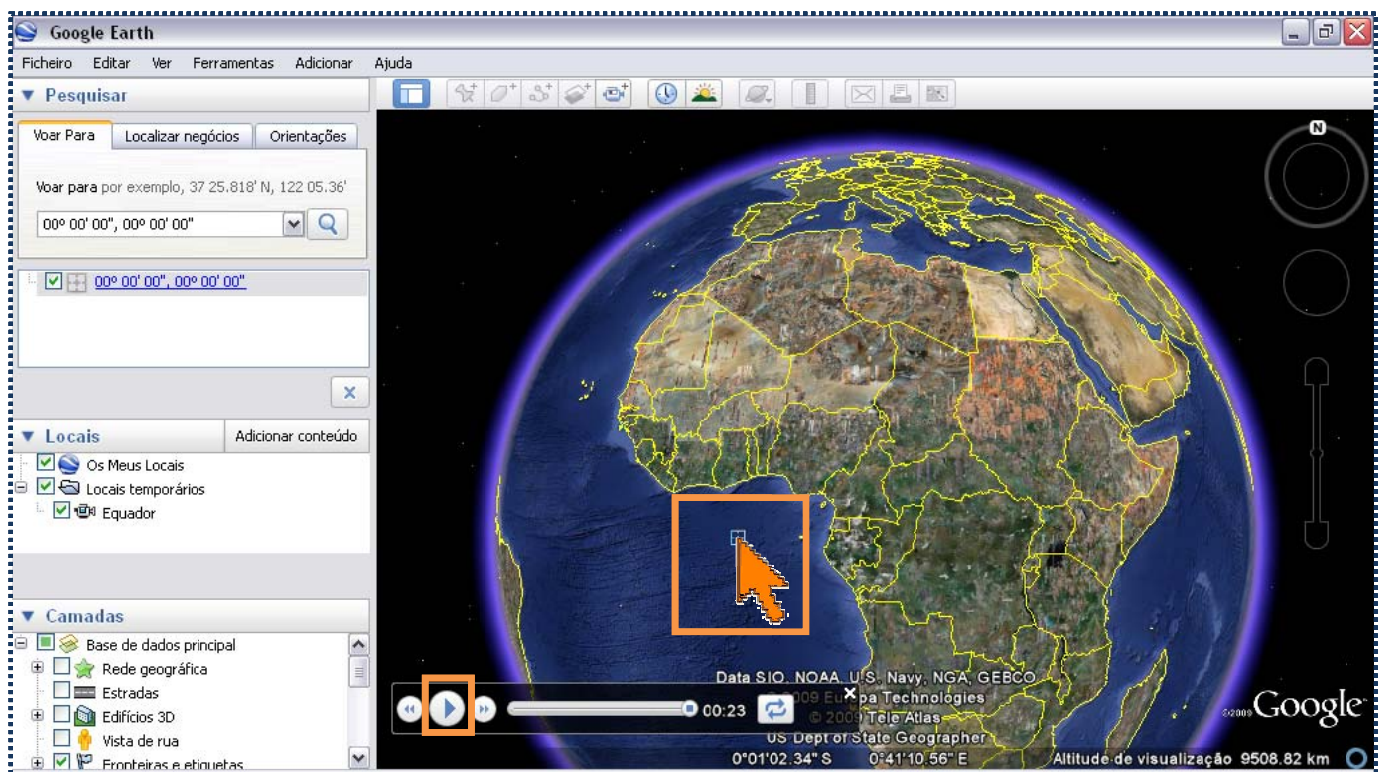 Google Earth
Ficheiro Editar Ver Ferramentas Adicionar Ajuda
Pesquisar
Voar Para Localizar negócios Orientações
Voar para por exemplo, 37 25.818' N, 122 05.36'
00º 00' 00", 00º 00' 00"
00º 00' 00", 00º 00' 00"
Locais Adicionar conteúdo
Os Meus Locais
Locais temporários
Equador
Camadas
Base de dados principal
Rede geográfica
Estradas
Edifícios 3D
Vista de rua
Fronteiras e etiquetas
N
Data SIO, NOAA, U.S. Navy, NGA, GEBCO
2009 Technologies
© 2009 Tele Atlas
US Dept of State Geographer
00:23
©2009 Google
0°01'02.34" S 0°41'10.56" E Altitude de visualização 9508.82 km